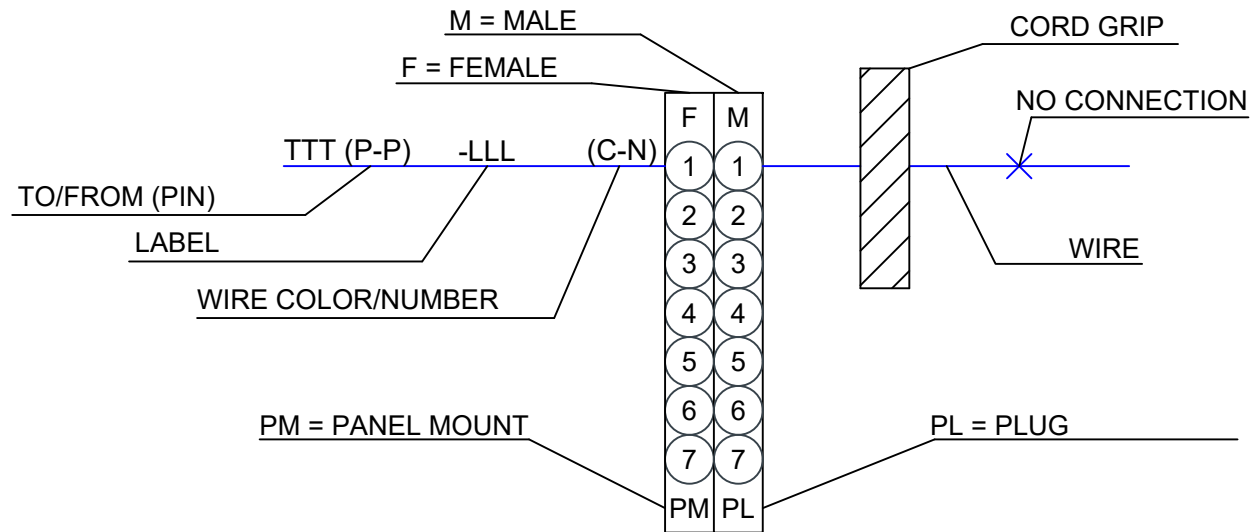 M = MALE
CORD GRIP
F = FEMALE
NO CONNECTION
F M
TTT (P-P) -LLL (C-N) 1 1
TO/FROM (PIN)
2 2
LABEL
WIRE
3 3
WIRE COLOR/NUMBER
4 4
5 5
6 6
PM = PANEL MOUNT
PL = PLUG
7 7
PM PL